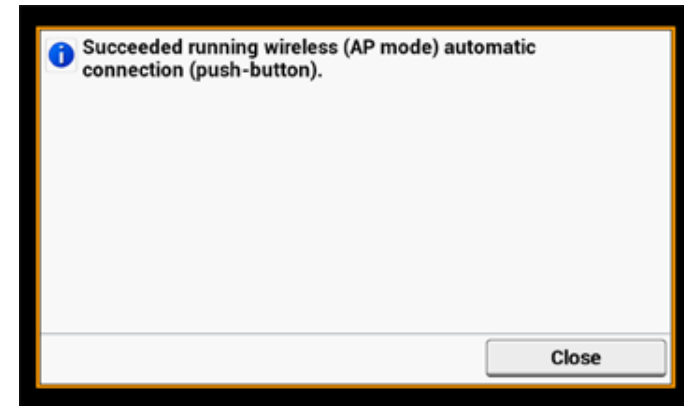 Succeeded running wireless (AP mode) automatic
connection (push-button).
Close